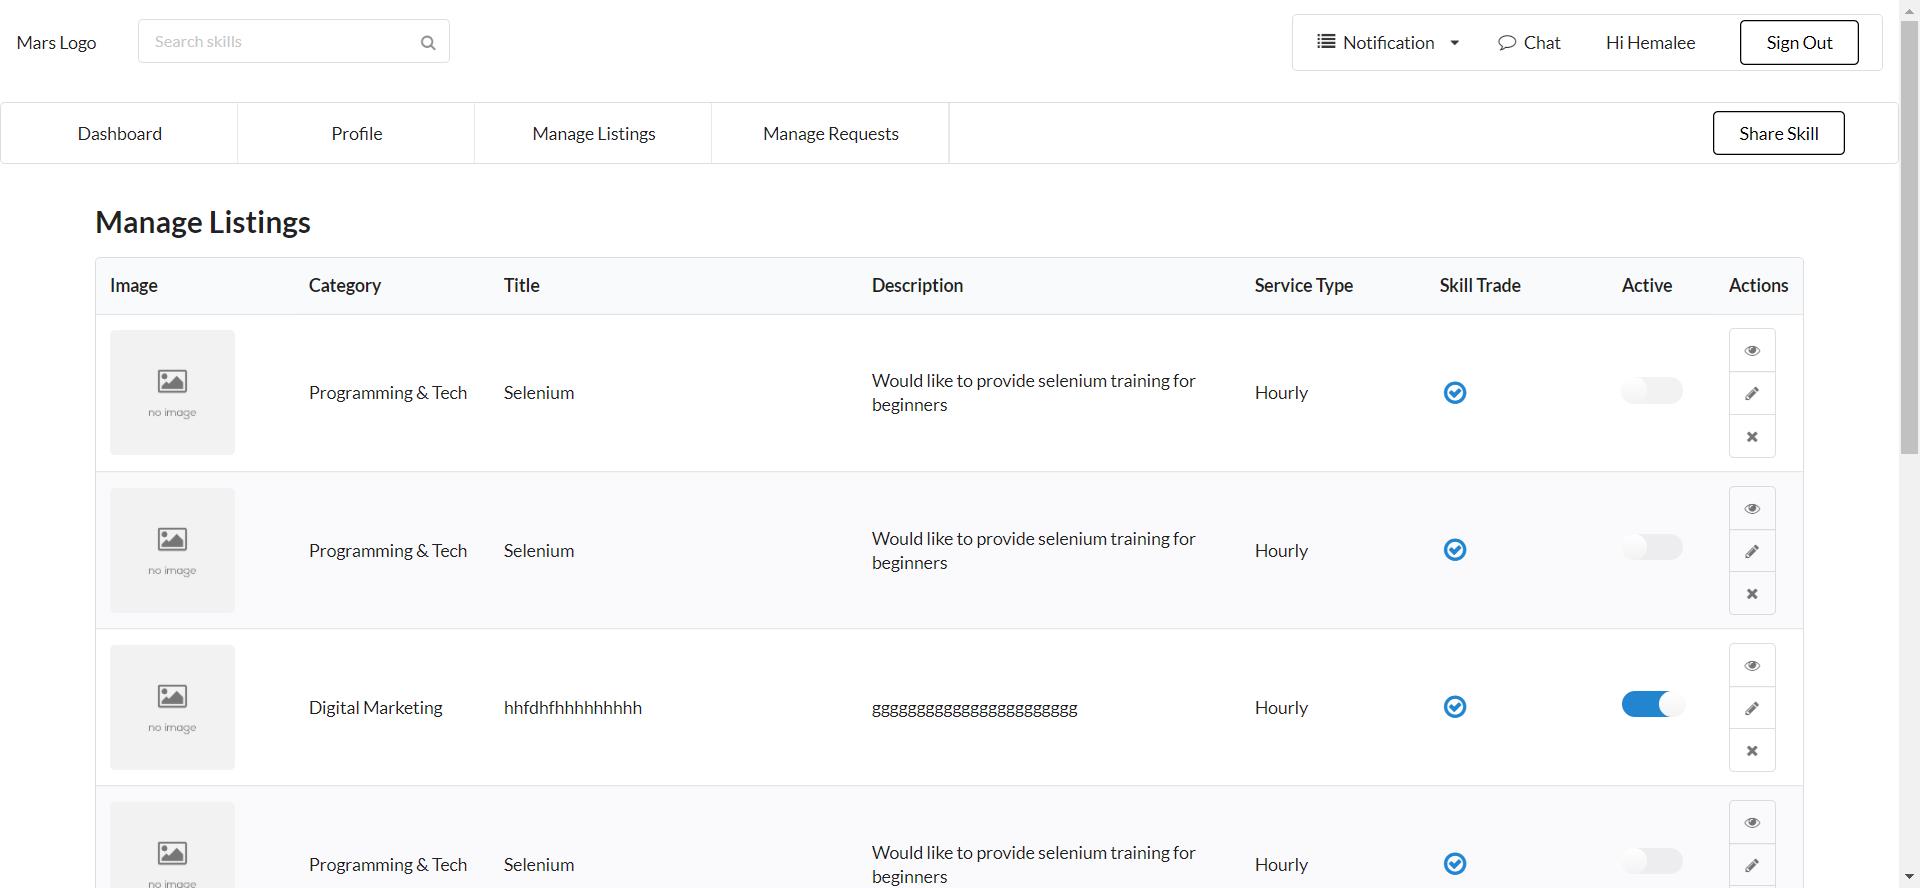 Mars Logo
Search skills
Notification
Chat
Hi Hemalee
Sign Out
Dashboard
Profile
Manage Listings
Manage Requests
Share Skill
Manage Listings
Image Category Title Description Service Type Skill Trade Active Actions
no image
Programming & Tech
Selenium
Would like to provide selenium training for
beginners
Hourly
no image
Programming & Tech
Selenium
Would like to provide selenium training for
beginners
Hourly
no image
Digital Marketing
hhfdhfhhhhhhhhh
ggggggggggggggggggggggg
Hourly
no image
Programming & Tech
Selenium
Would like to provide selenium training for
beginners
Hourly